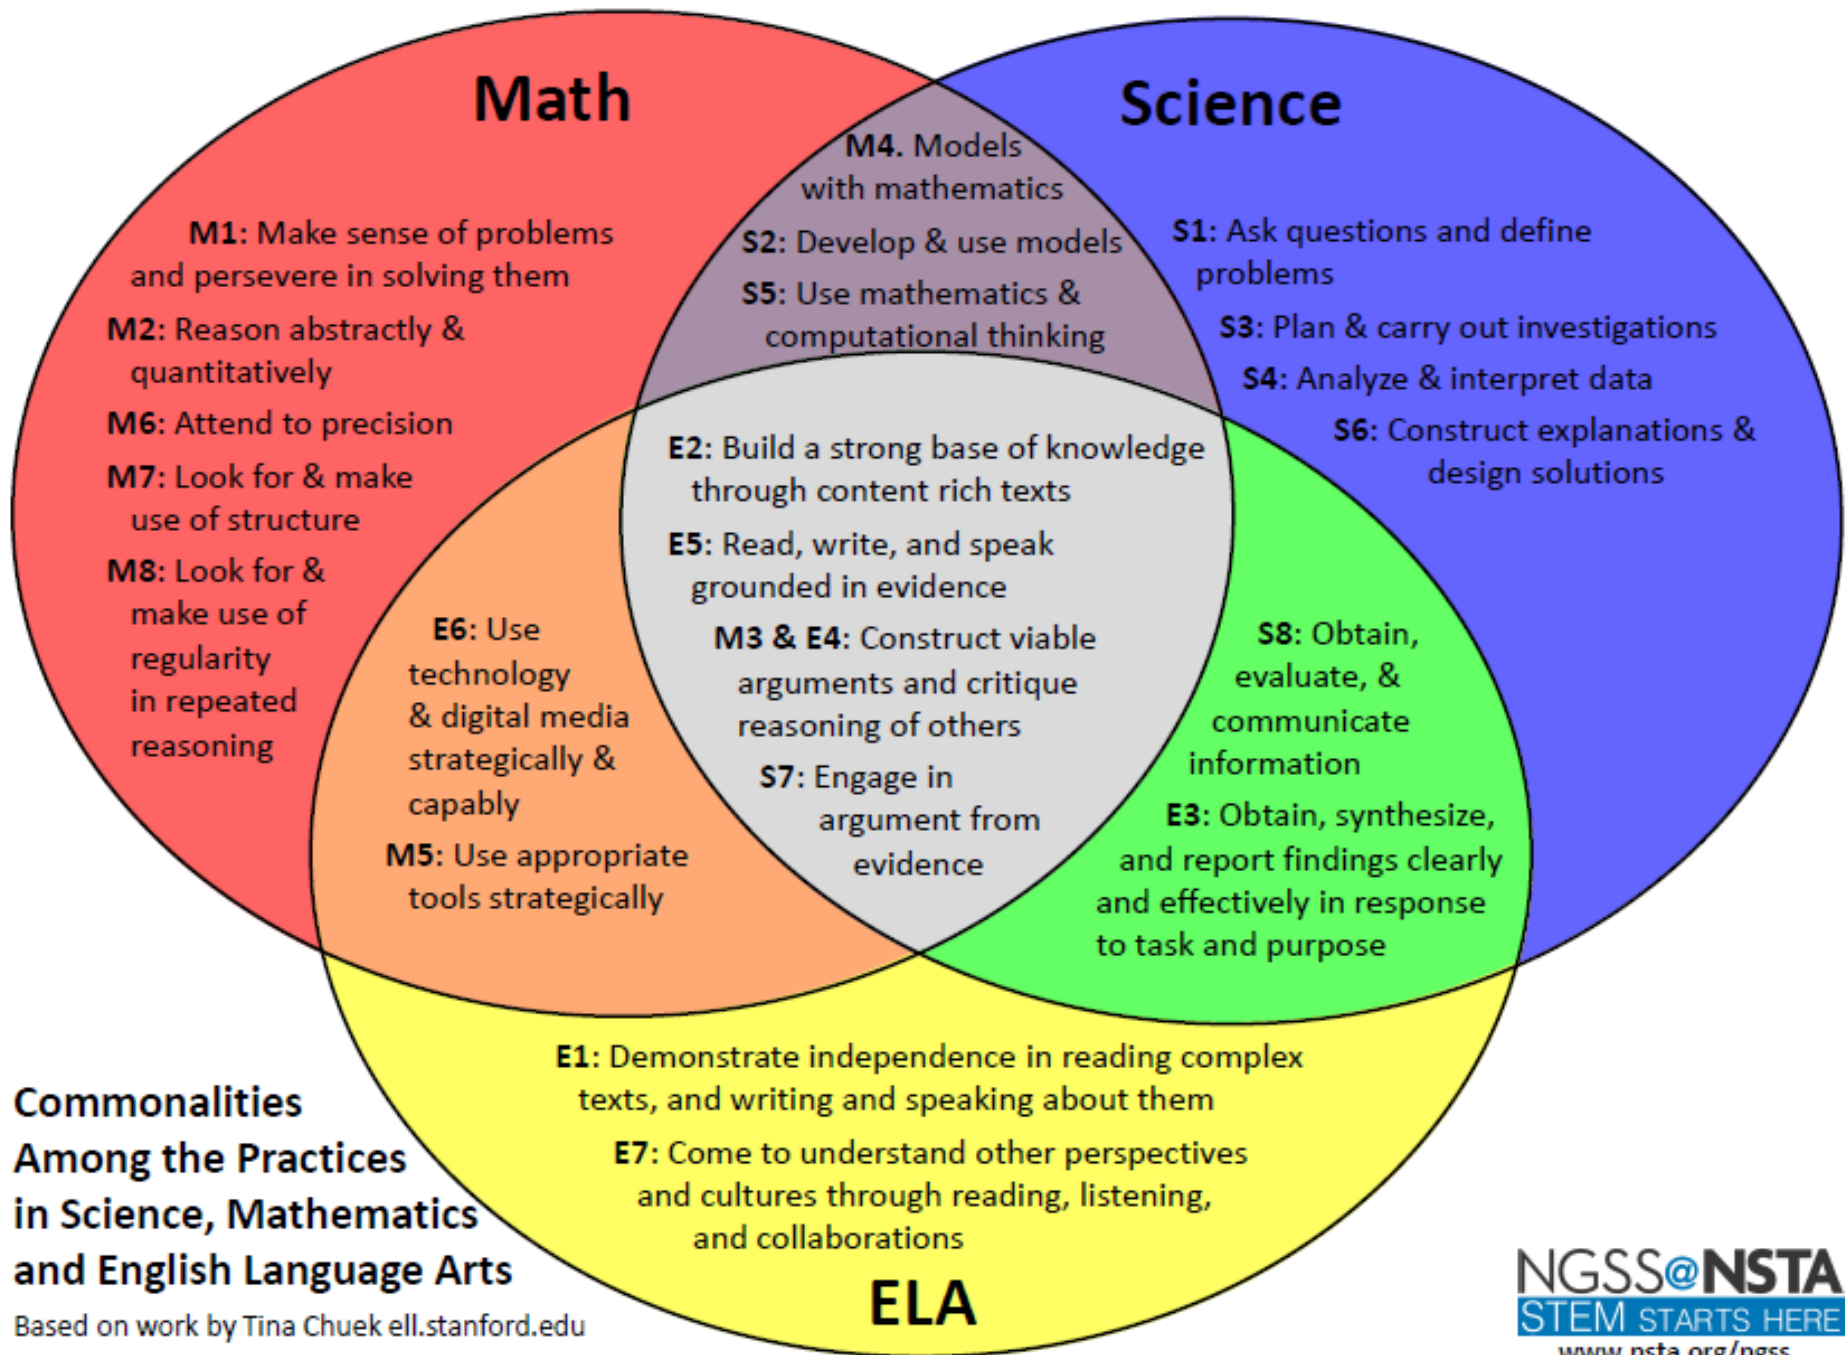 Math
Science
M4. Models
with mathematics
S2: Develop & use models
S5: Use mathematics &
computational thinking
M1: Make sense of problems
and persevere in solving them
M2: Reason abstractly &
quantitatively
M6: Attend to precision
M7: Look for & make
use of structure
M8: Look for &
make use of
regularity
in repeated
reasoning
S1: Ask questions and define
problems
S3: Plan & carry out investigations
S4: Analyze & interpret data
S6: Construct explanations &
design solutions
E2: Build a strong base of knowledge
through content rich texts
E5: Read, write, and speak
grounded in evidence
M3 & E4: Construct viable
arguments and critique
reasoning of others
S7: Engage in
argument from
evidence
E6: Use
technology
& digital media
strategically &
capably
M5: Use appropriate
tools strategically
S8: Obtain,
evaluate, &
communicate
information
E3: Obtain, synthesize,
and report findings clearly
and effectively in response
to task and purpose
E1: Demonstrate independence in reading complex
texts, and writing and speaking about them
E7: Come to understand other perspectives
and cultures through reading, listening,
and collaborations
ELA
Commonalities
Among the Practices
in Science, Mathematics
and English Language Arts
Based on work by Tina Chuek ell.stanford.edu
NGSS@NSTA
STEM STARTS HERE
www.nsta.org/ngss